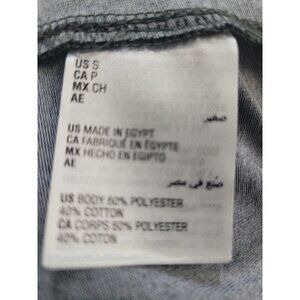 US S
CA P
MX CH
AE
صغير
US MADE IN EGYPT
CA FABRIQUÉ EN ÉGYPTE
MX HECHO EN EGIPTO
AE
صنع في مصر
US BODY 60% POLYESTER
40% COTTON
CA CORPS 60% POLYESTER
40% COTON